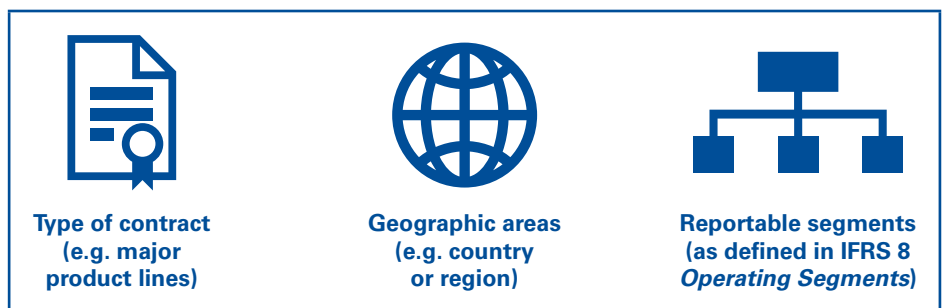 Type of contract
(e.g. major
product lines)
Geographic areas
(e.g. country
or region)
Reportable segments
(as defined in IFRS 8
Operating Segments)